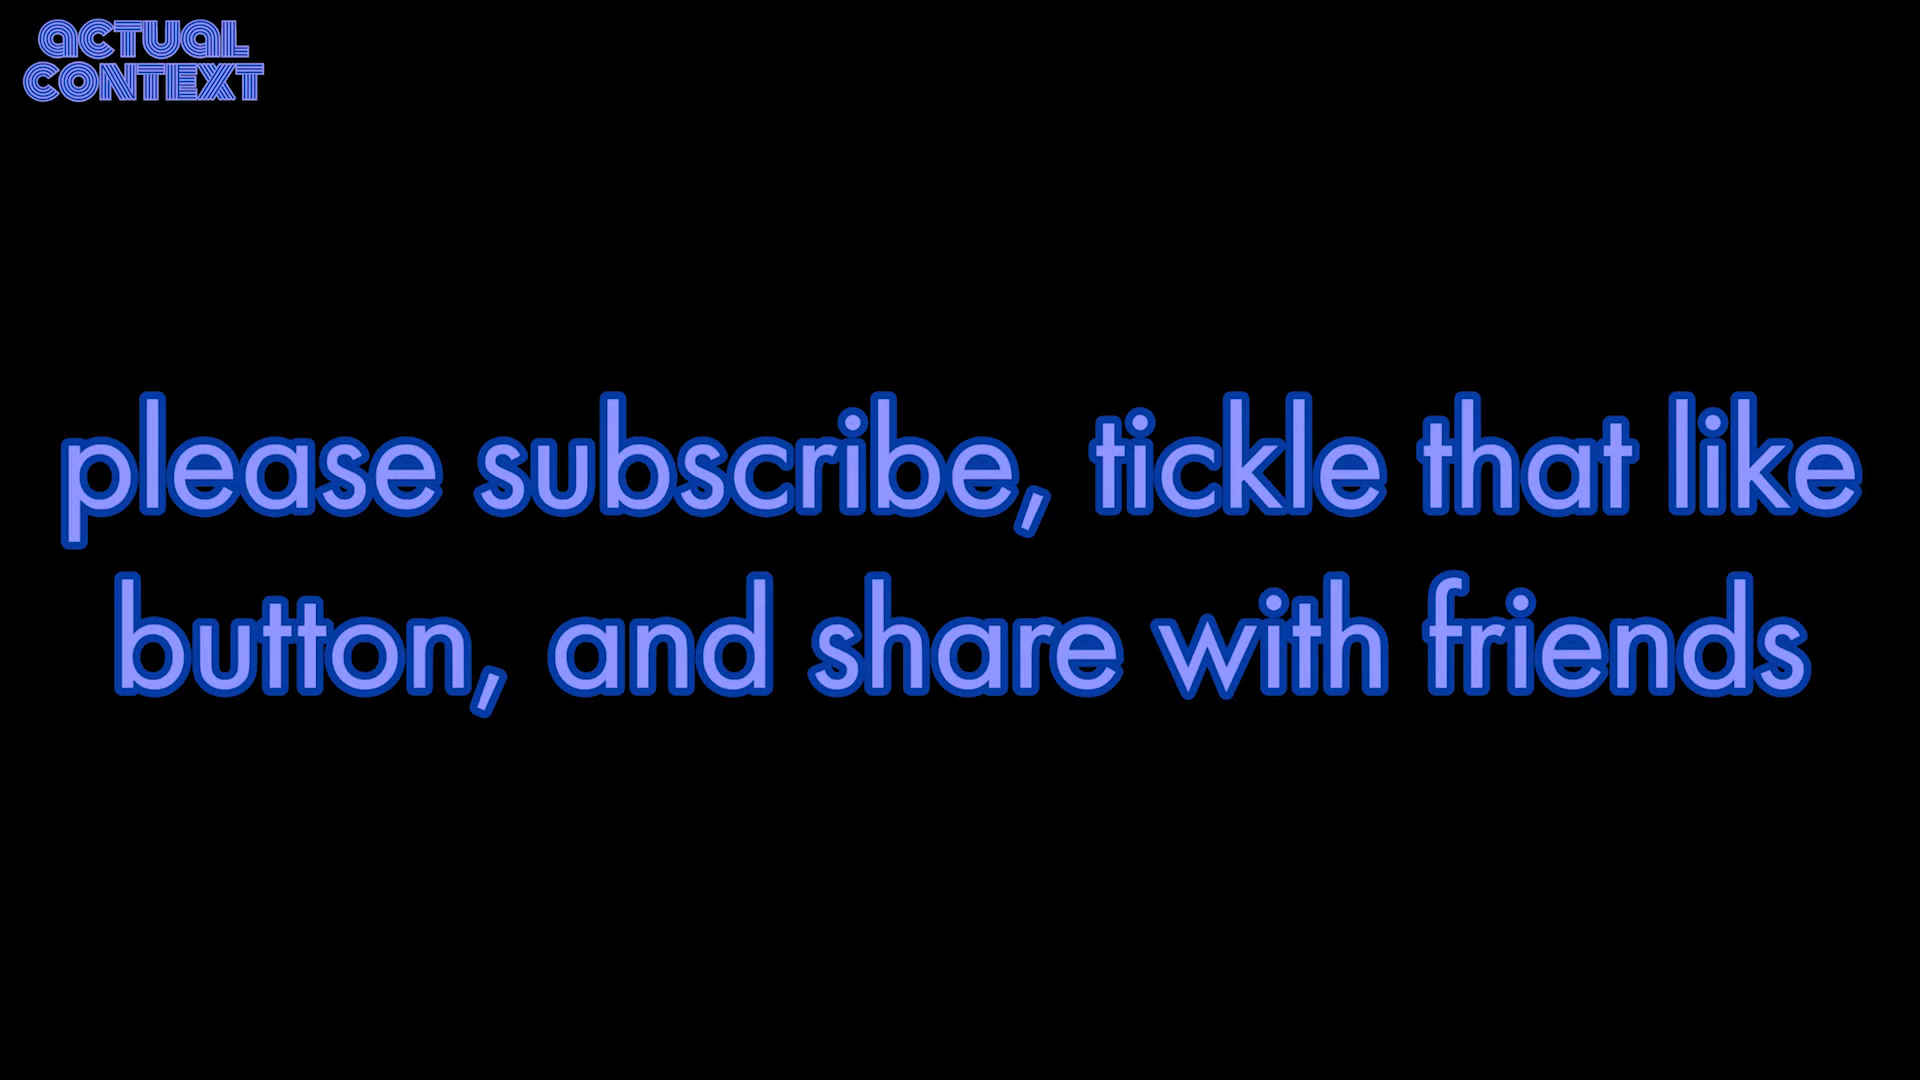 aCTUaL
CONTEXT
please subscribe, tickle that like
button, and share with friends